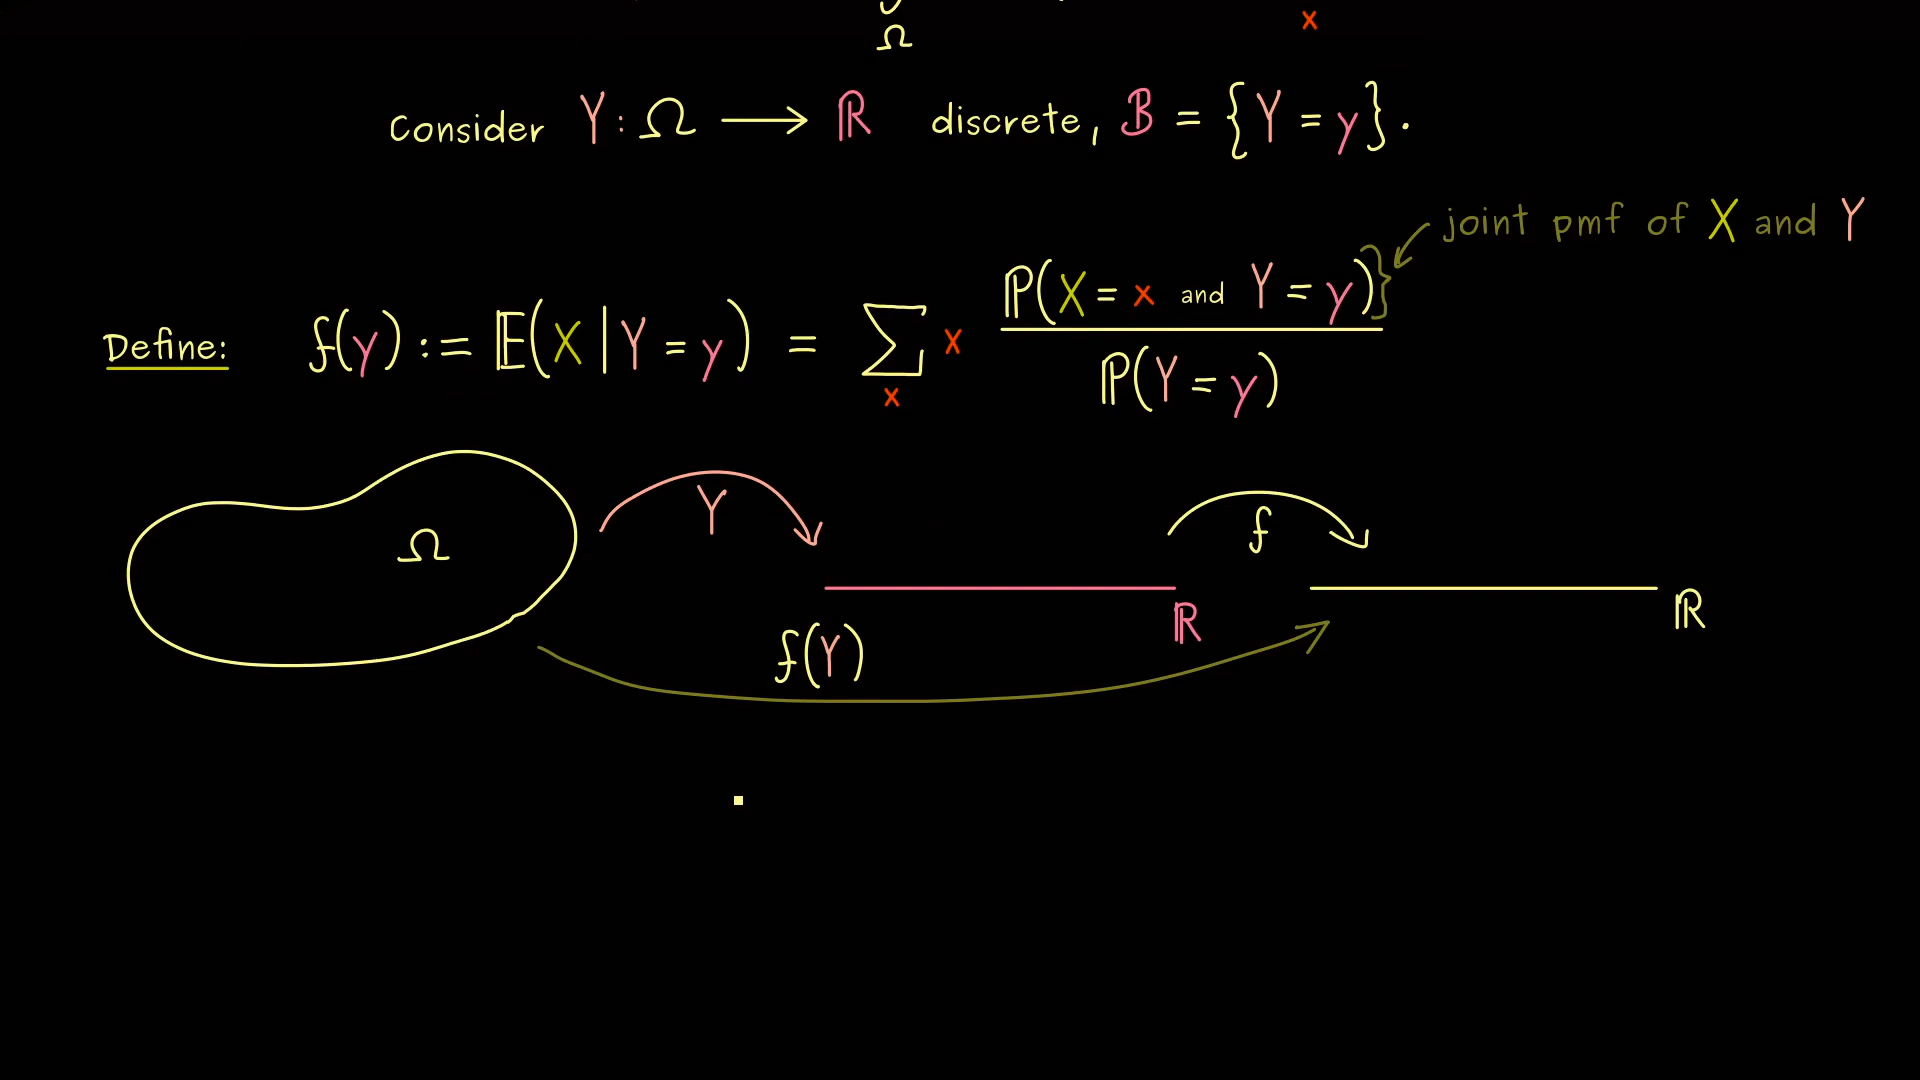 Ω x
Consider Y: Ω ⟶ ℝ discrete, B = {Y = y}.
joint pmf of X and Y
Define: f(y) := 𝔼(X | Y = y) = ∑ₓ x ℙ(X = x and Y = y) / ℙ(Y = y)
Y f
Ω
ℝ ℝ
f(Y)